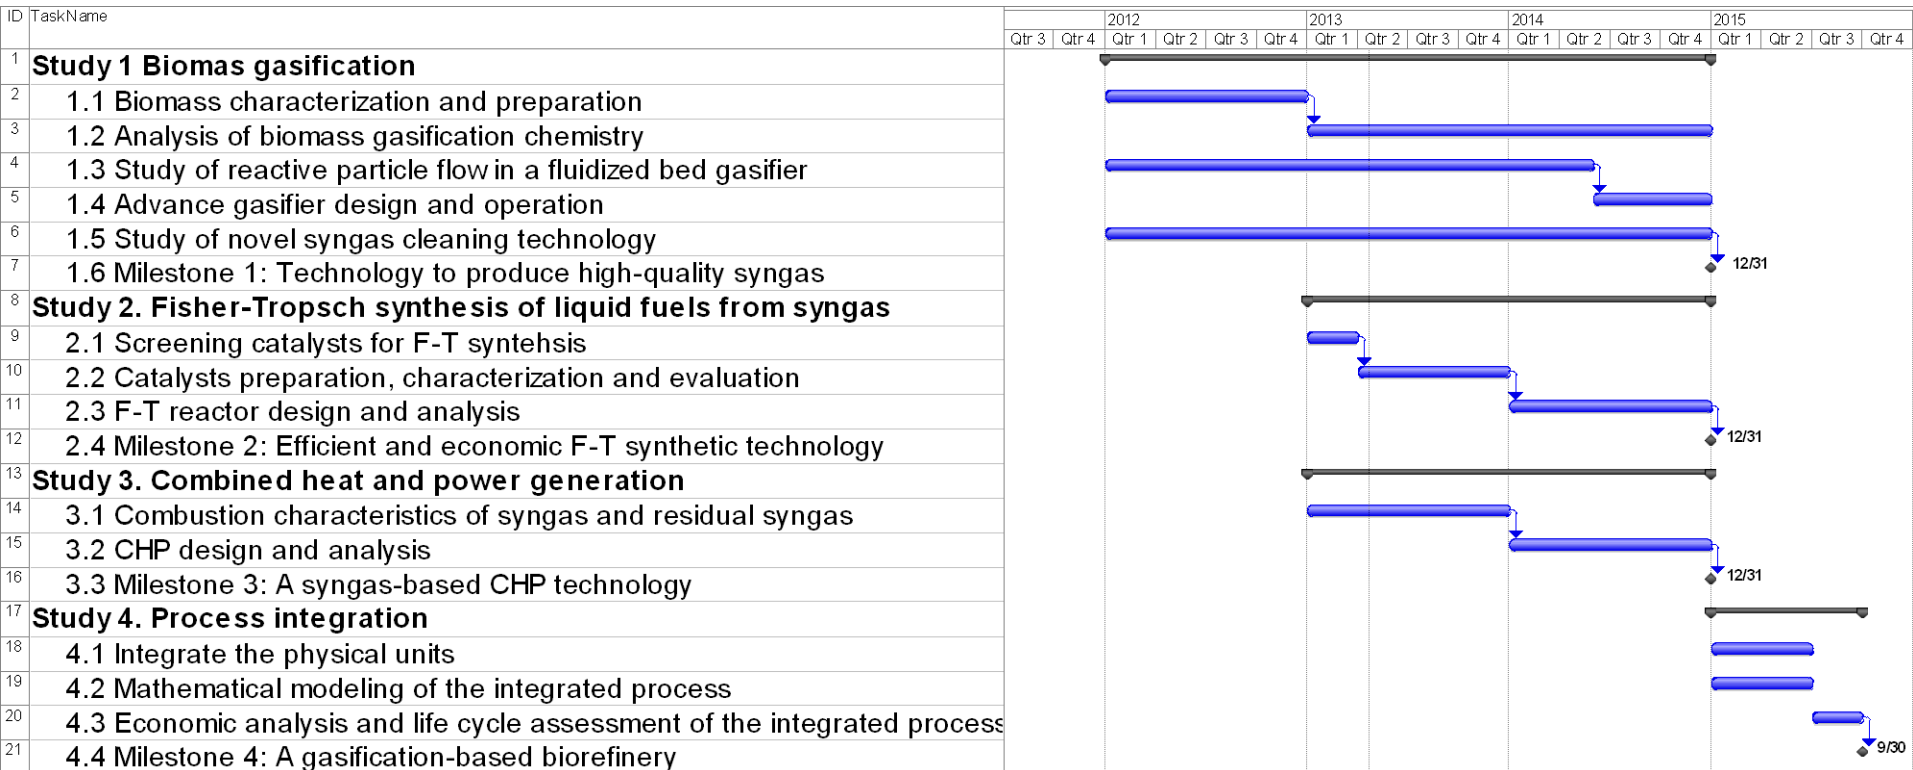 ID TaskName
2012 2013 2014 2015
Qtr 3 Qtr 4 Qtr 1 Qtr 2 Qtr 3 Qtr 4 Qtr 1 Qtr 2 Qtr 3 Qtr 4 Qtr 1 Qtr 2 Qtr 3 Qtr 4 Qtr 1 Qtr 2 Qtr 3 Qtr 4
1 Study 1 Biomas gasification
2 1.1 Biomass characterization and preparation
3 1.2 Analysis of biomass gasification chemistry
4 1.3 Study of reactive particle flow in a fluidized bed gasifier
5 1.4 Advance gasifier design and operation
6 1.5 Study of novel syngas cleaning technology
7 1.6 Milestone 1: Technology to produce high-quality syngas 12/31
8 Study 2. Fisher-Tropsch synthesis of liquid fuels from syngas
9 2.1 Screening catalysts for F-T syntehsis
10 2.2 Catalysts preparation, characterization and evaluation
11 2.3 F-T reactor design and analysis
12 2.4 Milestone 2: Efficient and economic F-T synthetic technology 12/31
13 Study 3. Combined heat and power generation
14 3.1 Combustion characteristics of syngas and residual syngas
15 3.2 CHP design and analysis
16 3.3 Milestone 3: A syngas-based CHP technology 12/31
17 Study 4. Process integration
18 4.1 Integrate the physical units
19 4.2 Mathematical modeling of the integrated process
20 4.3 Economic analysis and life cycle assessment of the integrated process
21 4.4 Milestone 4: A gasification-based biorefinery 9/30